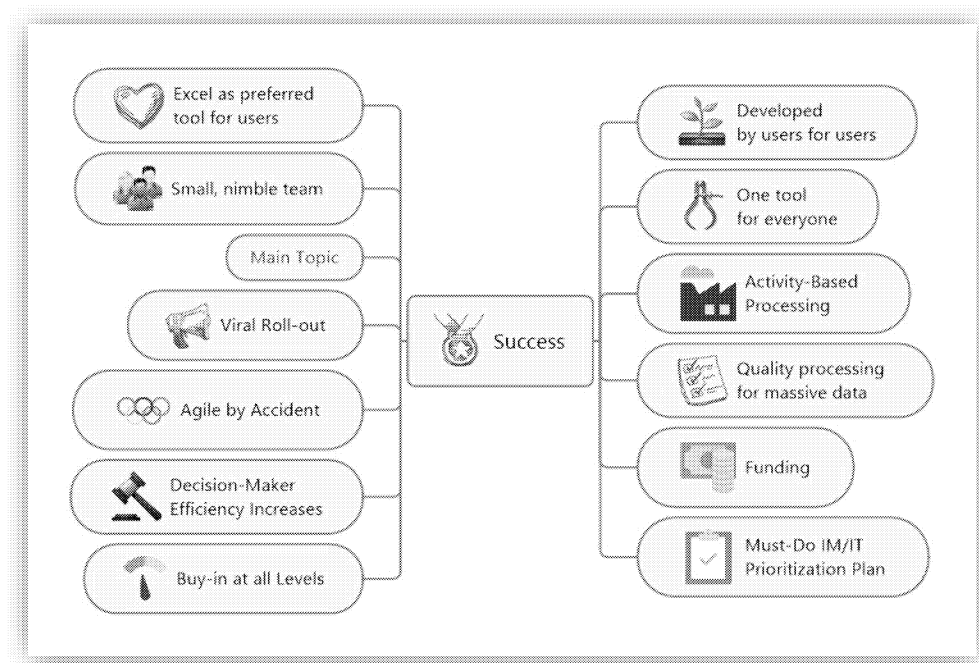 Excel as preferred
tool for users
Small, nimble team
Main Topic
Viral Roll-out
Agile by Accident
Decision-Maker
Efficiency Increases
Buy-in at all Levels
Success
Developed
by users for users
One tool
for everyone
Activity-Based
Processing
Quality processing
for massive data
Funding
Must-Do IM/IT
Prioritization Plan